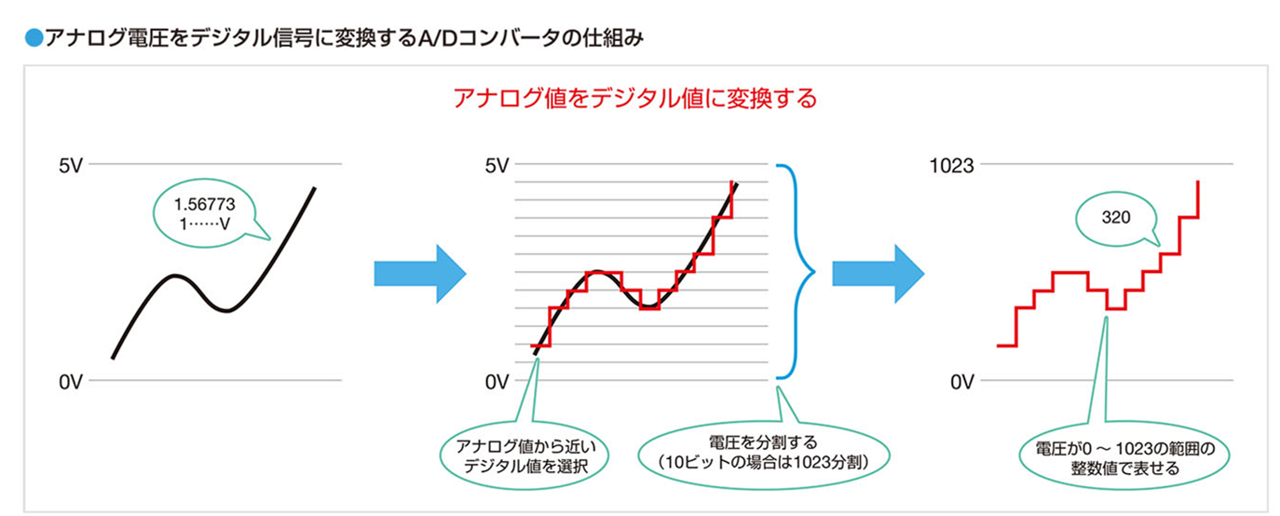 ●アナログ電圧をデジタル信号に変換するA/Dコンバータの仕組み
アナログ値をデジタル値に変換する
5V
1.56773
1……V
0V
5V
0V
アナログ値から近い
デジタル値を選択
電圧を分割する
（10ビットの場合は1023分割）
1023
320
0V
電圧が0 ～ 1023の範囲の
整数値で表せる